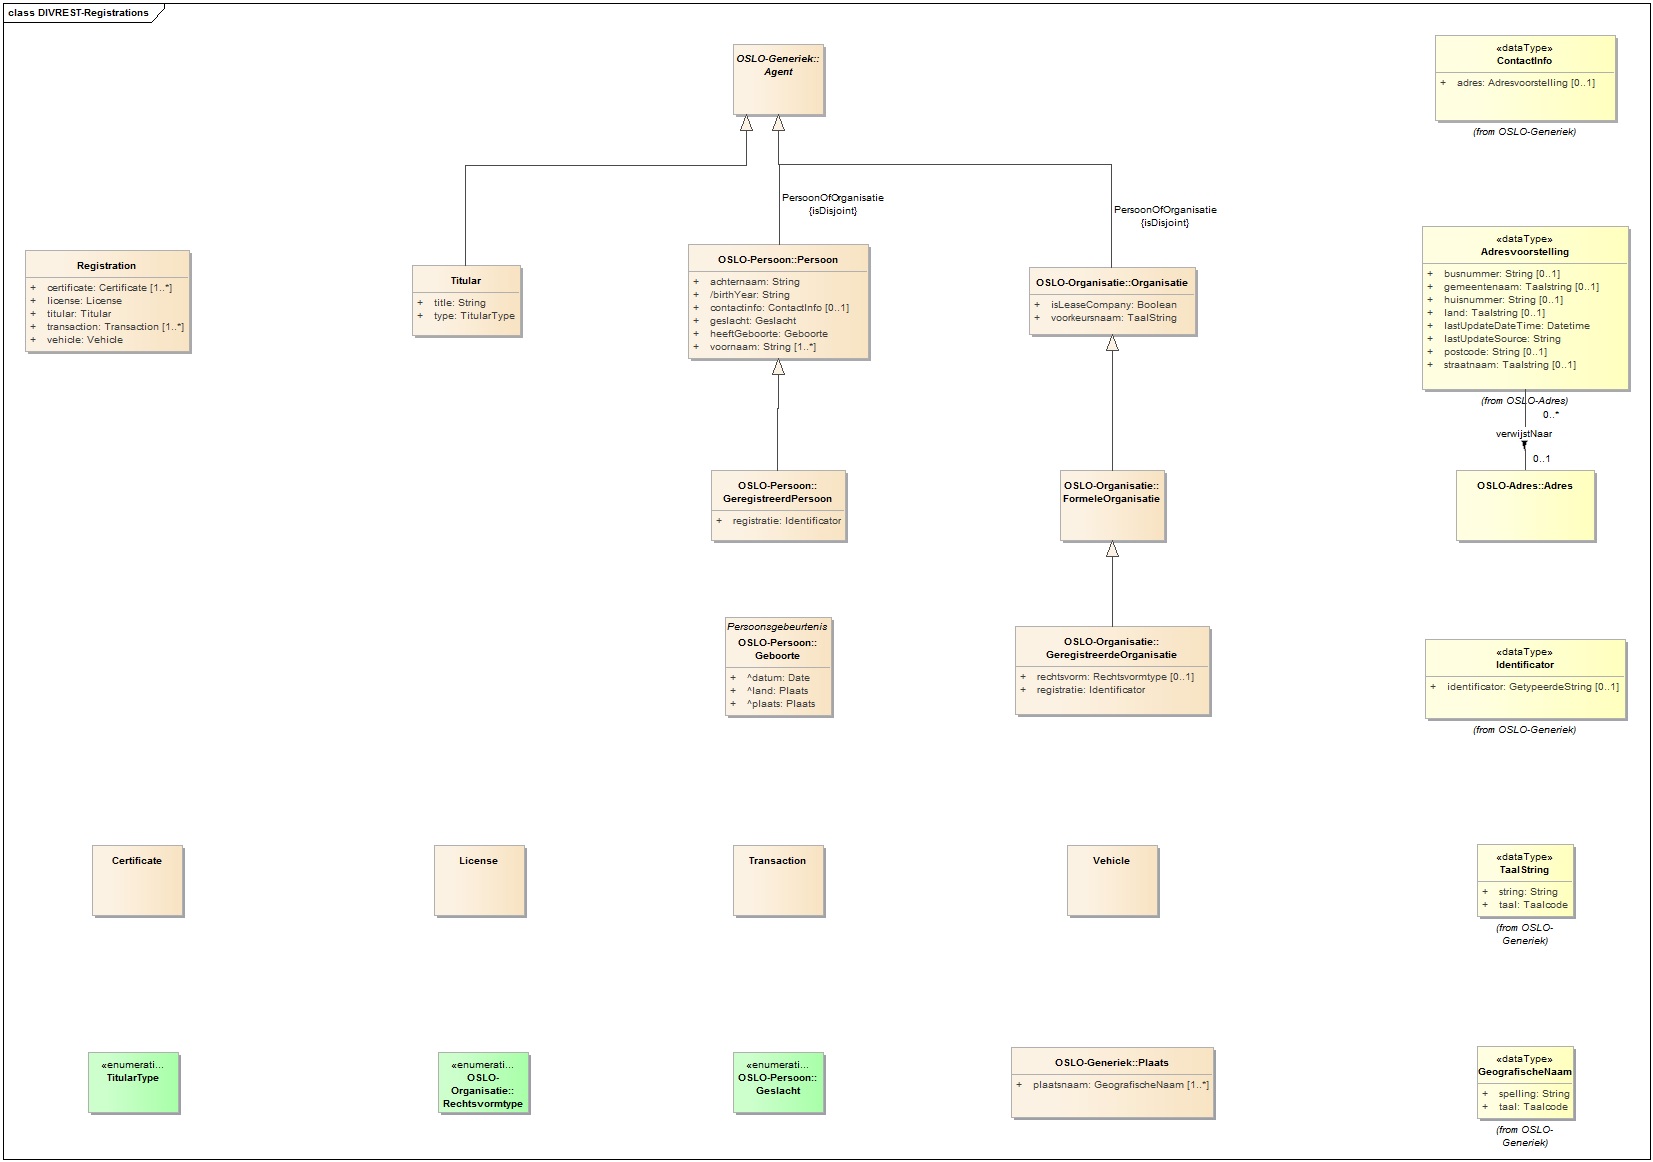 class DIVREST-Registrations
OSLO-Generiek::
Agent
«dataType»
ContactInfo
+ adres: Adresvoorstelling [0..1]
(from OSLO-Generiek)
PersoonOfOrganisatie
{isDisjoint}
PersoonOfOrganisatie
{isDisjoint}
Registration
+ certificate: Certificate [1..*]
+ license: License
+ titular: Titular
+ transaction: Transaction [1..*]
+ vehicle: Vehicle
Titular
+ title: String
+ type: TitularType
OSLO-Persoon::Persoon
+ achternaam: String
+ /birthYear: String
+ contactinfo: ContactInfo [0..1]
+ geslacht: Geslacht
+ heeftGeboorte: Geboorte
+ voornaam: String [1..*]
OSLO-Organisatie::Organisatie
+ isLeaseCompany: Boolean
+ voorkeursnaam: TaalString
«dataType»
Adresvoorstelling
+ busnummer: String [0..1]
+ gemeentenaam: Taalstring [0..1]
+ huisnummer: String [0..1]
+ land: Taalstring [0..1]
+ lastUpdateDateTime: Datetime
+ lastUpdateSource: String
+ postcode: String [0..1]
+ straatnaam: Taalstring [0..1]
(from OSLO-Adres)
0..*
verwijstNaar
0..1
OSLO-Persoon::
GeregistreerdPersoon
+ registratie: Identificator
OSLO-Organisatie::
FormeleOrganisatie
OSLO-Adres::Adres
Persoonsgebeurtenis
OSLO-Persoon::
Geboorte
+ ^datum: Date
+ ^land: Plaats
+ ^plaats: Plaats
OSLO-Organisatie::
GeregistreerdeOrganisatie
+ rechtsvorm: Rechtsvormtype [0..1]
+ registratie: Identificator
«dataType»
Identificator
+ identificator: GetypeerdeString [0..1]
(from OSLO-Generiek)
Certificate
License
Transaction
Vehicle
«dataType»
TaalString
+ string: String
+ taal: Taalcode
(from OSLO-
Generiek)
«enumerati...
TitularType
«enumerati...
OSLO-
Organisatie::
Rechtsvormtype
«enumerati...
OSLO-Persoon::
Geslacht
OSLO-Generiek::Plaats
+ plaatsnaam: GeografischeNaam [1..*]
«dataType»
GeografischeNaam
+ spelling: String
+ taal: Taalcode
(from OSLO-
Generiek)